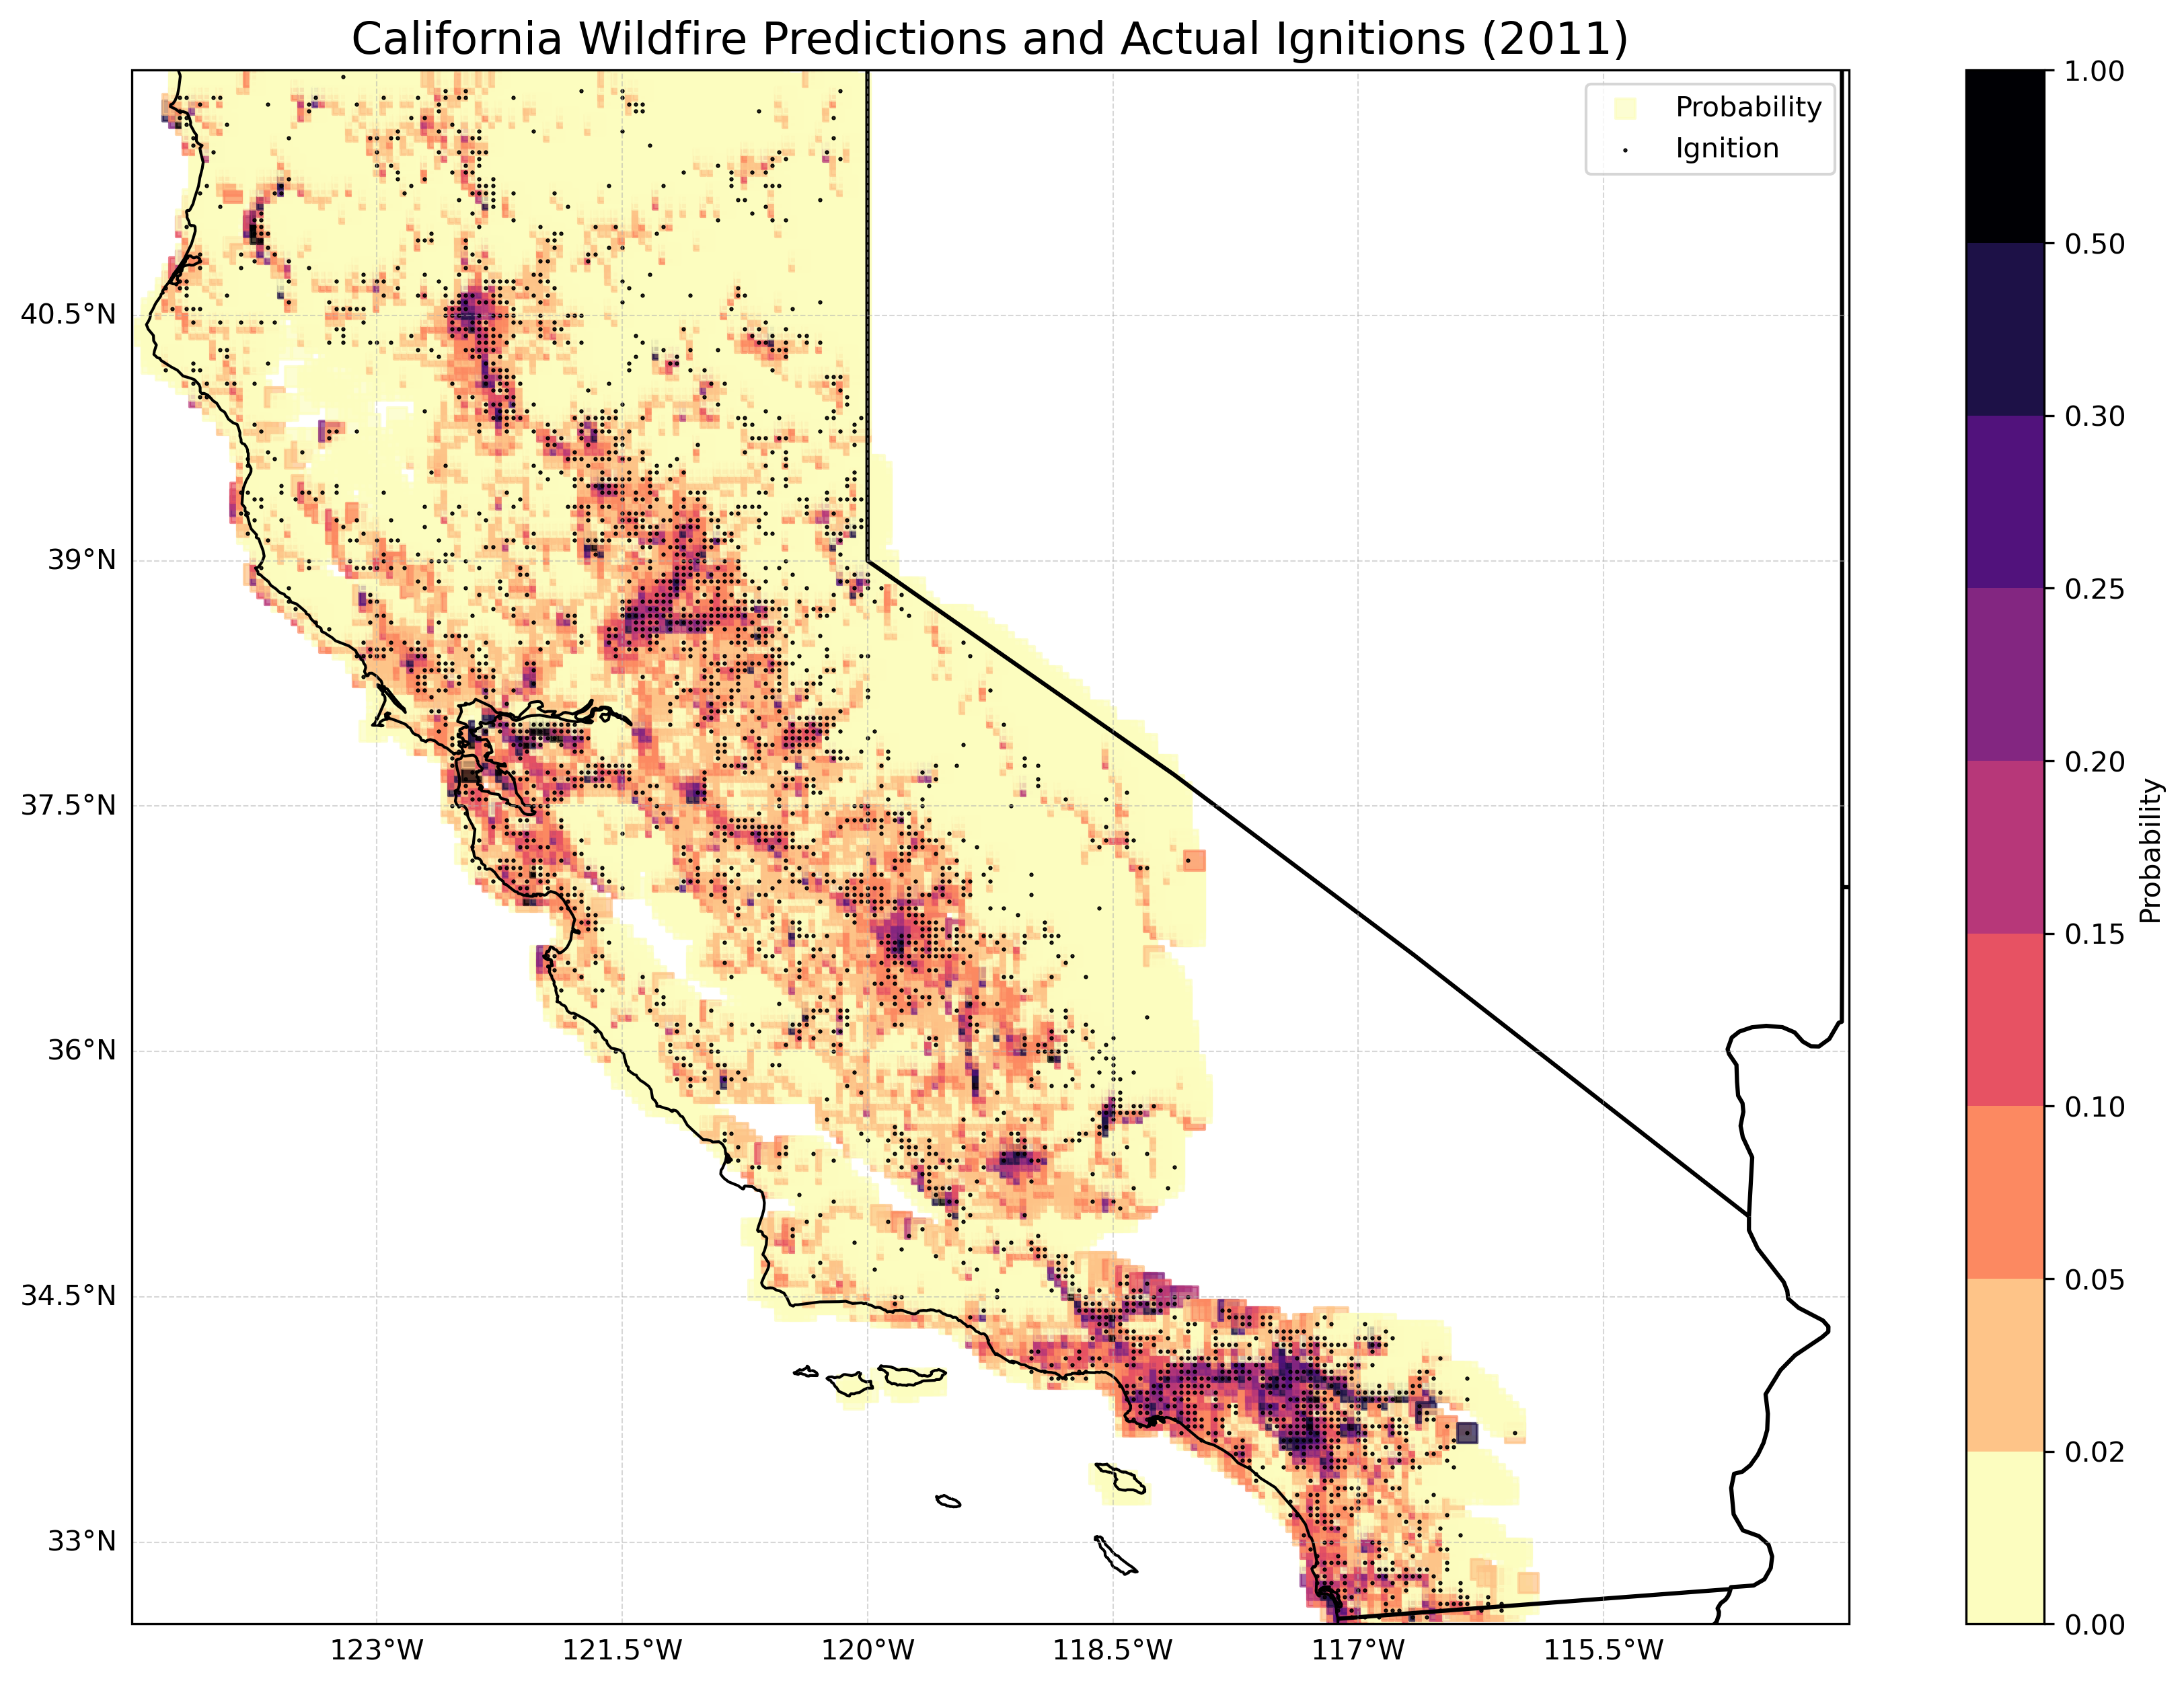 California Wildfire Predictions and Actual Ignitions (2011)
Probability
Ignition
40.5°N
39°N
37.5°N
36°N
34.5°N
33°N
123°W
121.5°W
120°W
118.5°W
117°W
115.5°W
1.00
0.50
0.30
0.25
0.20
0.15
0.10
0.05
0.02
0.00
Probability